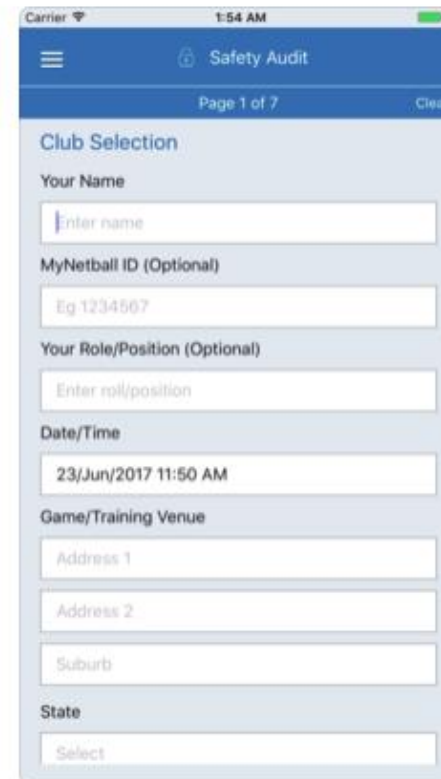 Carrier 1:54 AM
Safety Audit
Page 1 of 7 Clea
Club Selection
Your Name
Enter name
MyNetball ID (Optional)
Eg 1234567
Your Role/Position (Optional)
Enter roll/position
Date/Time
23/Jun/2017 11:50 AM
Game/Training Venue
Address 1
Address 2
Suburb
State
Select